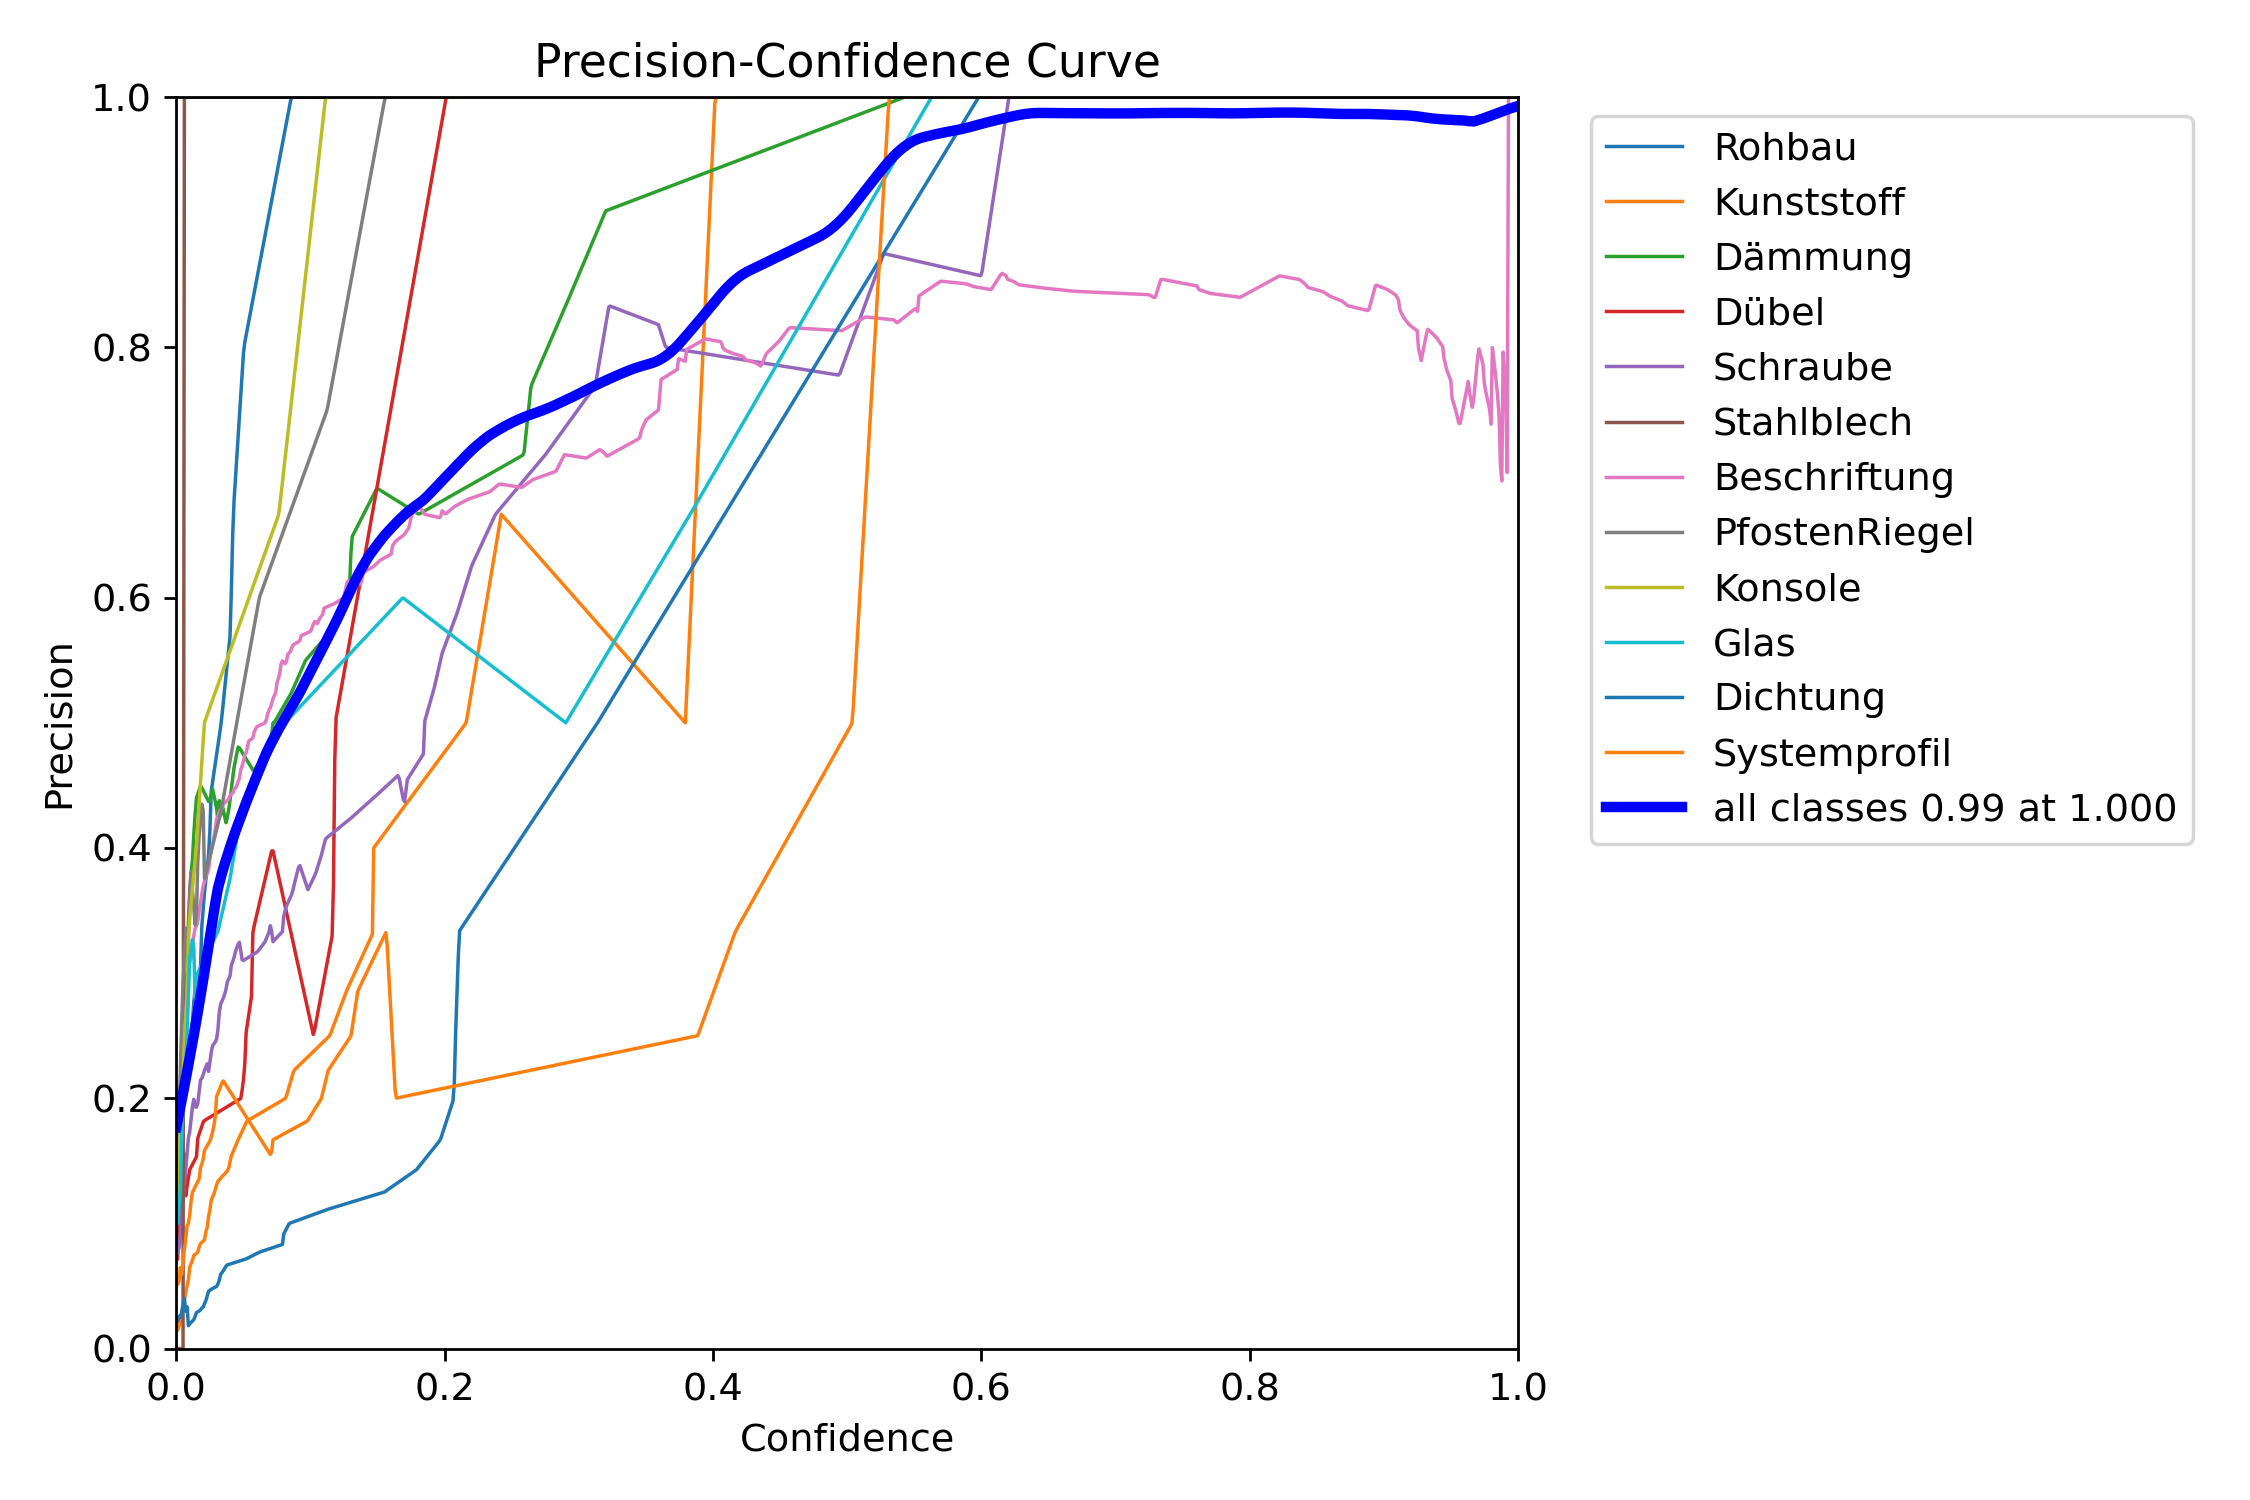 Precision-Confidence Curve
1.0
0.8
0.6
0.4
0.2
0.0
Precision
0.0 0.2 0.4 0.6 0.8 1.0
Confidence
Rohbau
Kunststoff
Dämmung
Dübel
Schraube
Stahlblech
Beschriftung
PfostenRiegel
Konsole
Glas
Dichtung
Systemprofil
all classes 0.99 at 1.000